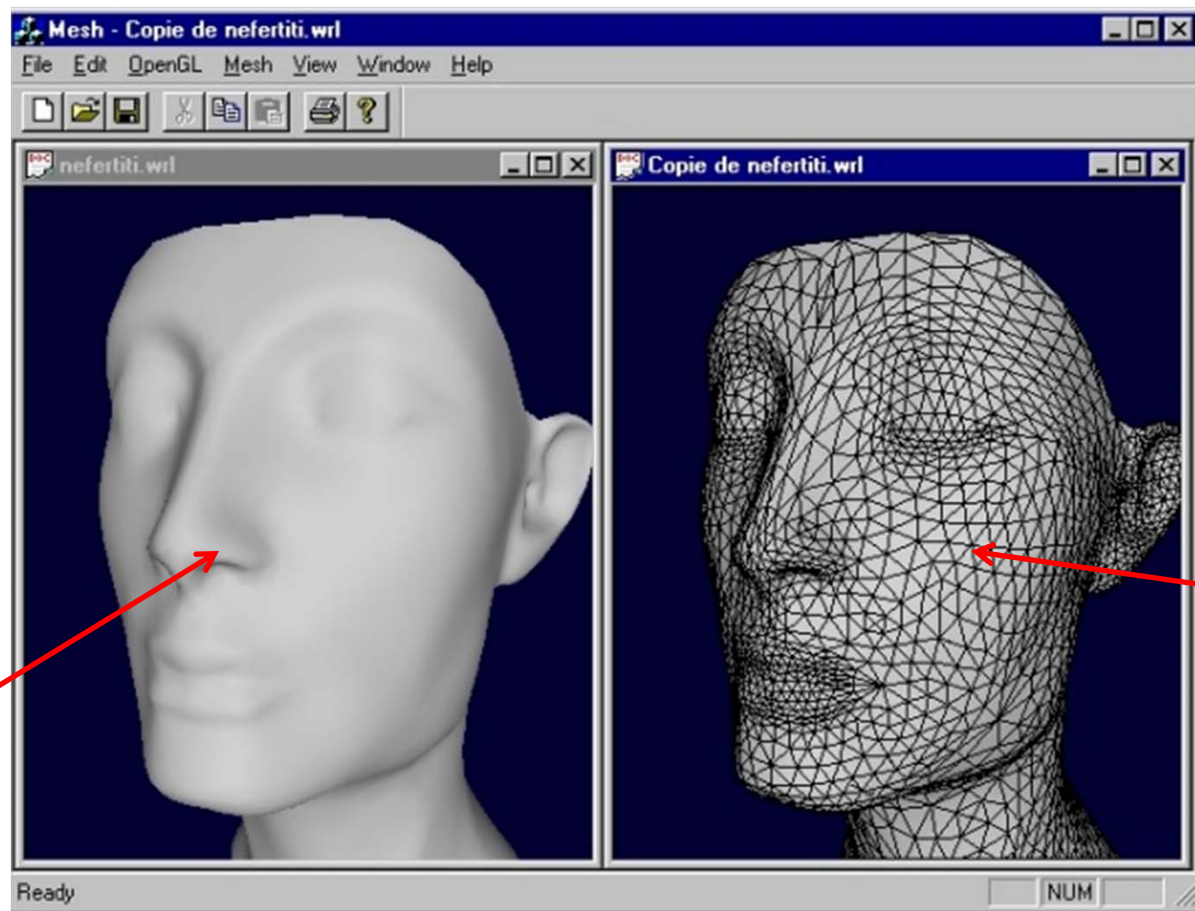 Mesh - Copie de nefertiti.wrl
File Edit OpenGL Mesh View Window Help
nefertiti.wrl
Copie de nefertiti.wrl
Ready
NUM